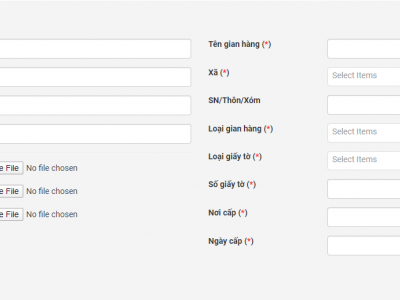 Tên gian hàng (*)
Xã (*)
Select Items
SN/Thôn/Xóm
Loại gian hàng (*)
Select Items
Loại giấy tờ (*)
Select Items
e File No file chosen
Số giấy tờ (*)
e File No file chosen
Nơi cấp (*)
e File No file chosen
Ngày cấp (*)